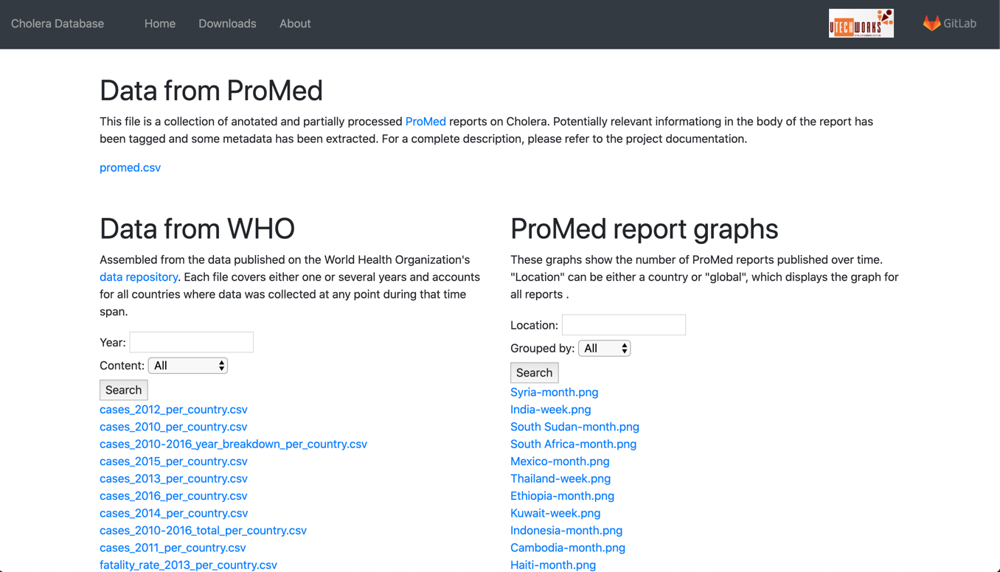 Cholera Database Home Downloads About VTECHWORKS GitLab
Data from ProMed
This file is a collection of anotated and partially processed ProMed reports on Cholera. Potentially relevant informationg in the body of the report has
been tagged and some metadata has been extracted. For a complete description, please refer to the project documentation.
promed.csv
Data from WHO
Assembled from the data published on the World Health Organization's
data repository. Each file covers either one or several years and accounts
for all countries where data was collected at any point during that time
span.
Year:
Content: All
Search
cases_2012_per_country.csv
cases_2010_per_country.csv
cases_2010-2016_year_breakdown_per_country.csv
cases_2015_per_country.csv
cases_2013_per_country.csv
cases_2016_per_country.csv
cases_2014_per_country.csv
cases_2010-2016_total_per_country.csv
cases_2011_per_country.csv
fatality_rate_2013_per_country.csv
ProMed report graphs
These graphs show the number of ProMed reports published over time.
"Location" can be either a country or "global", which displays the graph for
all reports .
Location:
Grouped by: All
Search
Syria-month.png
India-week.png
South Sudan-month.png
South Africa-month.png
Mexico-month.png
Thailand-week.png
Ethiopia-month.png
Kuwait-week.png
Indonesia-month.png
Cambodia-month.png
Haiti-month.png